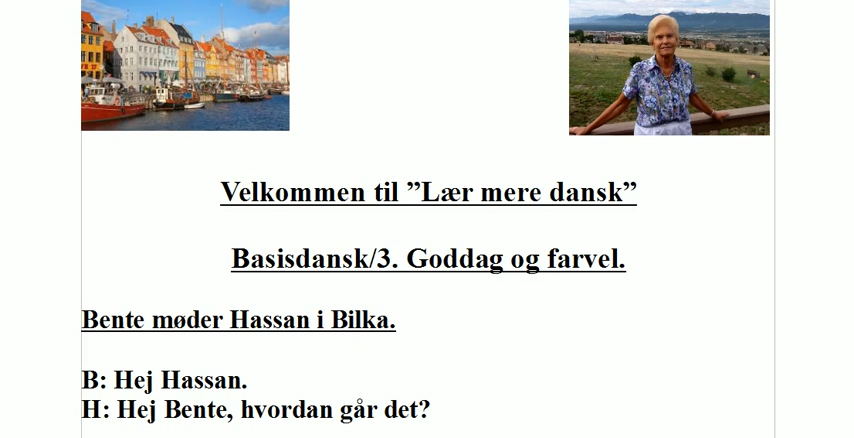 Velkommen til ”Lær mere dansk”
Basisdansk/3. Goddag og farvel.
Bente møder Hassan i Bilka.
B: Hej Hassan.
H: Hej Bente, hvordan går det?